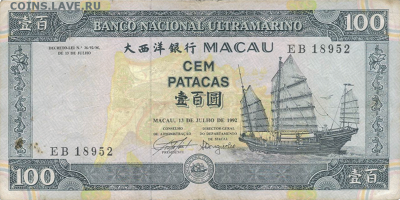 COINS.LAVE.RU
100 BANCO NACIONAL ULTRAMARINO 100
壹百
大西洋銀行 MACAU
EB 18952
CEM
PATACAS
壹百圓
MACAU, 13 DE JULHO DE 1992
EB 18952
100
壹百